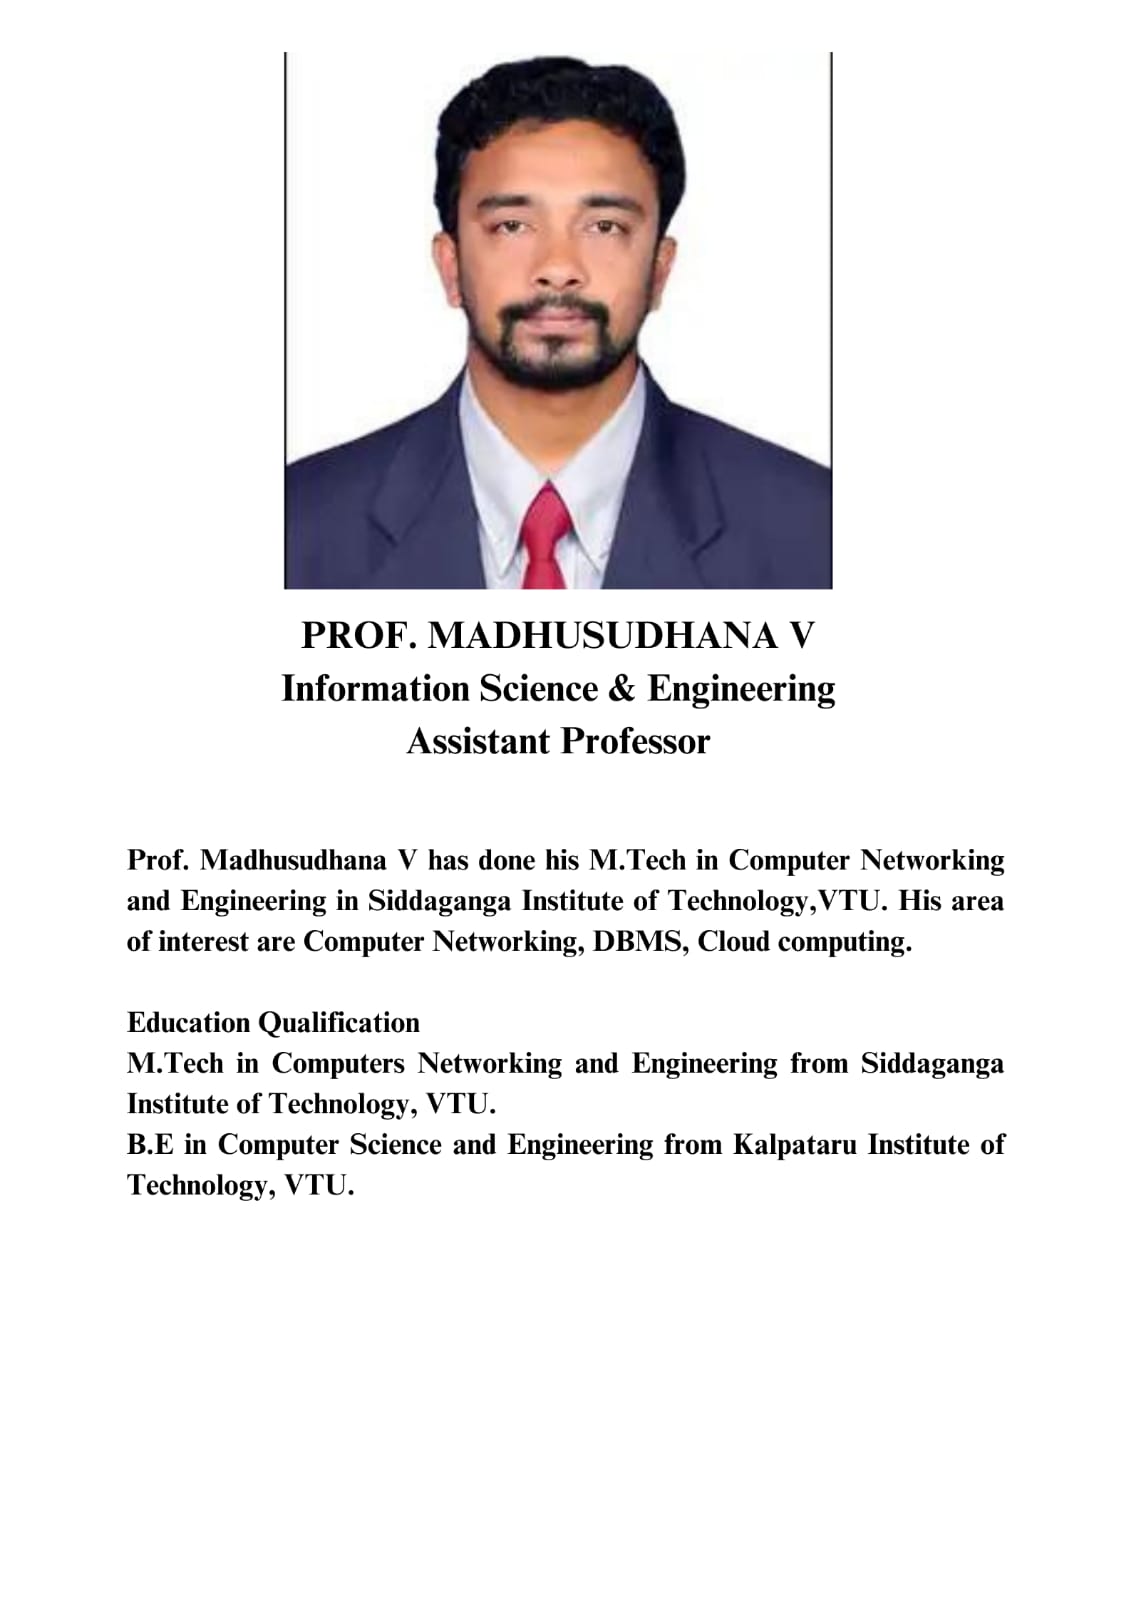 PROF. MADHUSUDHANA V
Information Science & Engineering
Assistant Professor
Prof. Madhusudhana V has done his M.Tech in Computer Networking
and Engineering in Siddaganga Institute of Technology,VTU. His area
of interest are Computer Networking, DBMS, Cloud computing.
Education Qualification
M.Tech in Computers Networking and Engineering from Siddaganga
Institute of Technology, VTU.
B.E in Computer Science and Engineering from Kalpataru Institute of
Technology, VTU.